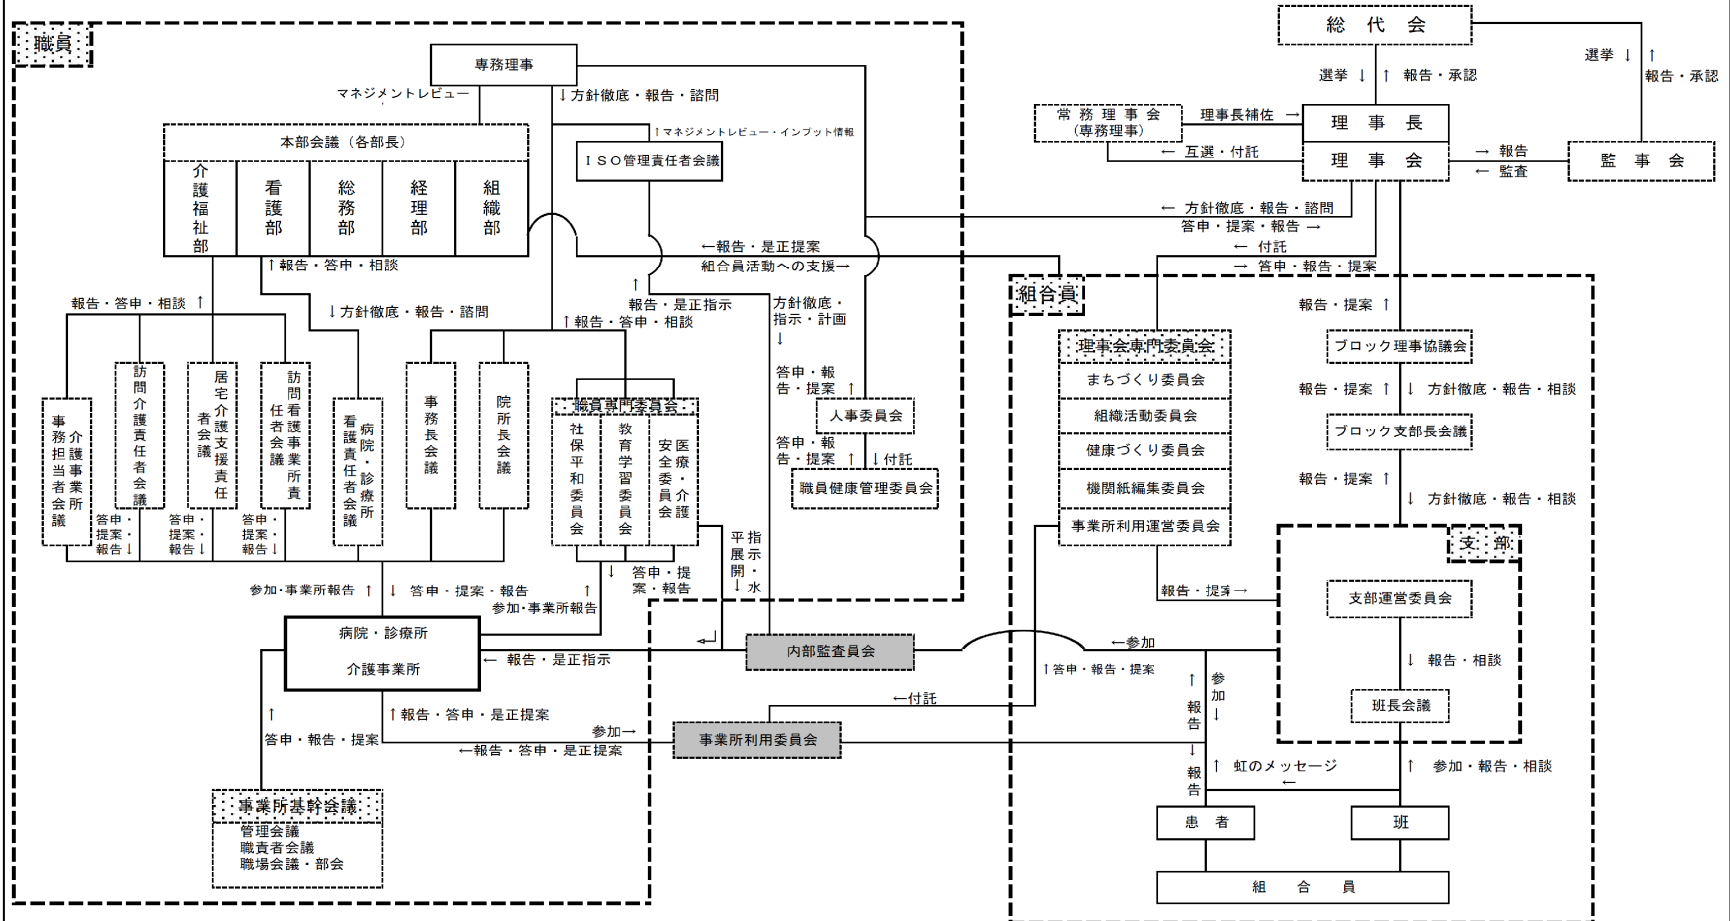 職員
専務理事
マネジメントレビュー
↓方針徹底・報告・諮問
↑マネジメントレビュー・インプット情報
本部会議（各部長）
ＩＳＯ管理責任者会議
介護福祉部
看護部
総務部
経理部
組織部
↑報告・答申・相談
←報告・是正提案
組合員活動への支援→
報告・答申・相談 ↑
↓方針徹底・報告・諮問
↑
報告・是正指示
↑報告・答申・相談
方針徹底・
指示・計画
↓
介護事業所
事務担当者会議
訪問介護責任者会議
居宅介護支援責任
者会議
訪問看護事業所責
任者会議
病院・診療所
看護責任者会議
事務長会議
院所長会議
職員専門委員会
社保平和委員会
教育学習委員会
医療・介護
安全委員会
答申・報
告・提案 ↑
人事委員会
答申・報
告・提案 ↑ ↓付託
職員健康管理委員会
答申・
提案・
報告↓
答申・
提案・
報告↓
答申・
提案・
報告↓
指示・水
平展開↓
参加・事業所報告 ↑ ↓ 答申・提案・報告
↑
参加・事業所報告
↓ 答申・提
案・報告
病院・診療所
介護事業所
← 報告・是正指示
内部監査員会
↑
答申・報告・提案
↑報告・答申・是正提案
参加→
←報告・答申・是正提案
事業所利用委員会
←付託
事業所基幹会議
管理会議
職責者会議
職場会議・部会
総代会
選挙 ↓ ↑ 報告・承認
選挙 ↓ ↑
報告・承認
常務理事会
（専務理事）
理事長補佐 →
理事長
← 互選・付託
理事会
→ 報告
← 監査
監事会
← 方針徹底・報告・諮問
答申・提案・報告 →
← 付託
→ 答申・報告・提案
組合員
理事会専門委員会
まちづくり委員会
組織活動委員会
健康づくり委員会
機関紙編集委員会
事業所利用運営委員会
報告・提案 ↑
ブロック理事協議会
報告・提案 ↑ ↓ 方針徹底・報告・相談
ブロック支部長会議
報告・提案 ↑
↓ 方針徹底・報告・相談
支部
報告・提案→
支部運営委員会
←参加
↑答申・報告・提案
↓ 報告・相談
↑報告
参加↓
班長会議
↓報告
↑ 虹のメッセージ
←
↑ 参加・報告・相談
患者
班
組合員